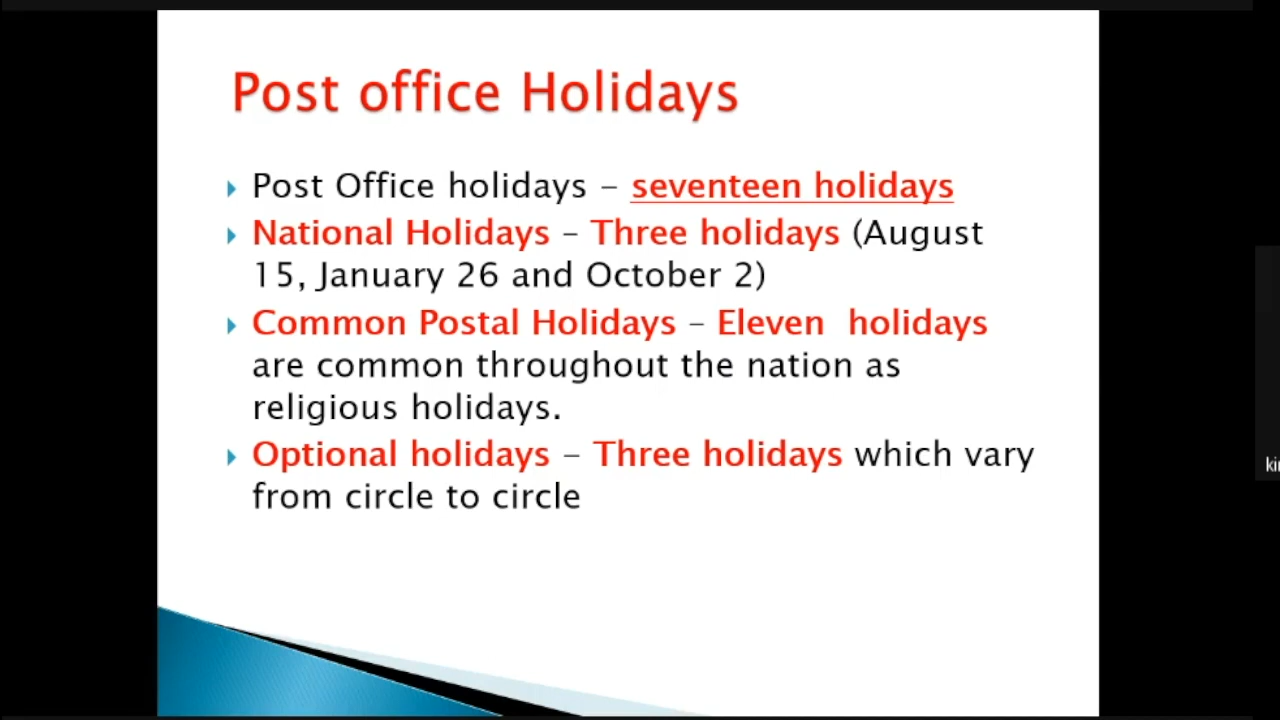 Post office Holidays
Post Office holidays – seventeen holidays
National Holidays – Three holidays (August
15, January 26 and October 2)
Common Postal Holidays – Eleven holidays
are common throughout the nation as
religious holidays.
Optional holidays – Three holidays which vary
from circle to circle